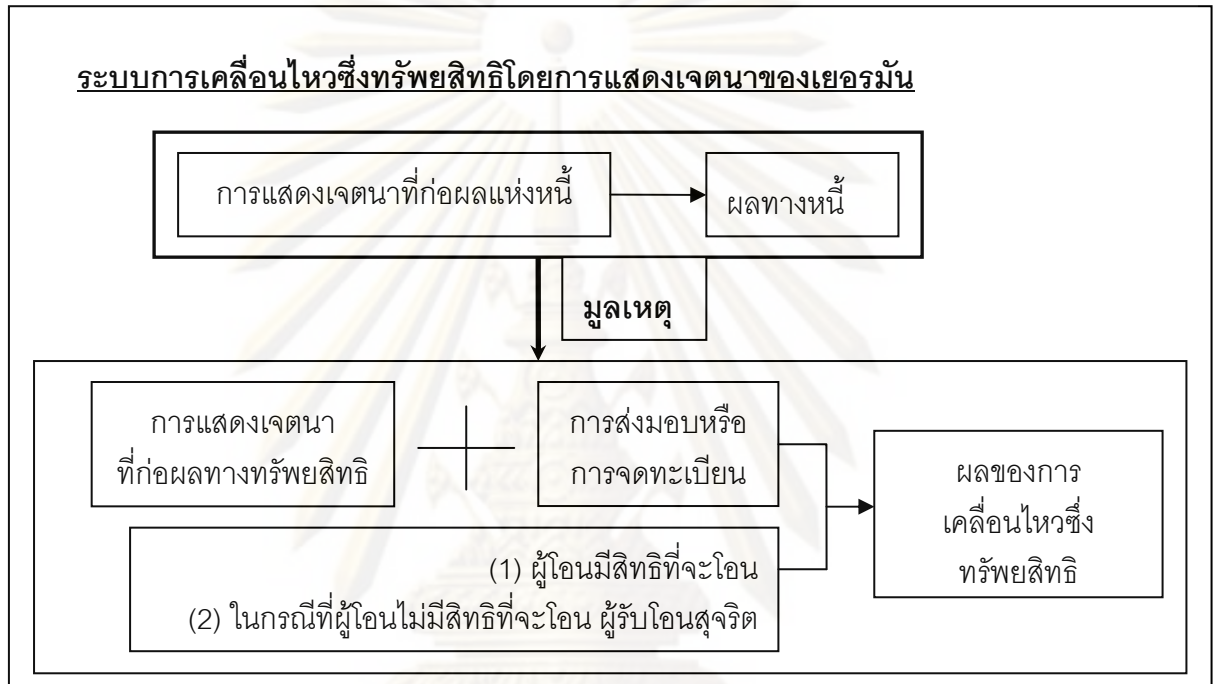 ระบบการเคลื่อนไหวซึ่งทรัพยสิทธิโดยการแสดงเจตนาของเยอรมัน
การแสดงเจตนาที่ก่อผลแห่งหนี้
ผลทางหนี้
มูลเหตุ
การแสดงเจตนา
ที่ก่อผลทางทรัพยสิทธิ
การส่งมอบหรือ
การจดทะเบียน
(1) ผู้โอนมีสิทธิที่จะโอน
(2) ในกรณีที่ผู้โอนไม่มีสิทธิที่จะโอน ผู้รับโอนสุจริต
ผลของการ
เคลื่อนไหวซึ่ง
ทรัพยสิทธิ